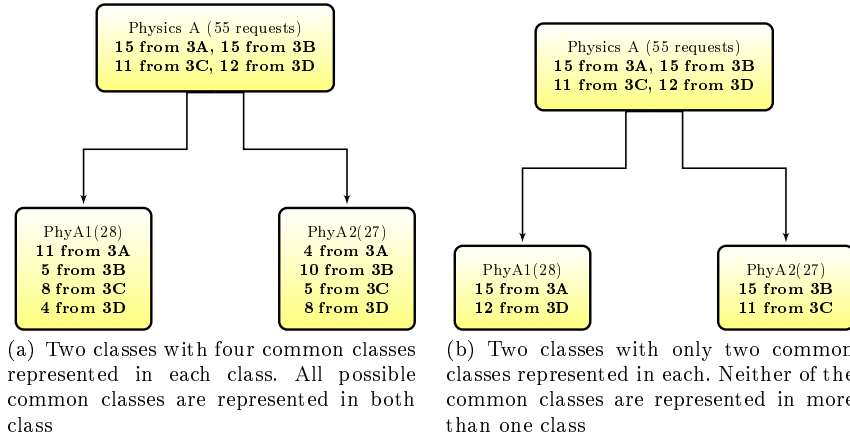 Physics A (55 requests)
15 from 3A, 15 from 3B
11 from 3C, 12 from 3D
PhyA1(28)
11 from 3A
5 from 3B
8 from 3C
4 from 3D
PhyA2(27)
4 from 3A
10 from 3B
5 from 3C
8 from 3D
(a) Two classes with four common classes
represented in each class. All possible
common classes are represented in both
class
Physics A (55 requests)
15 from 3A, 15 from 3B
11 from 3C, 12 from 3D
PhyA1(28)
15 from 3A
12 from 3D
PhyA2(27)
15 from 3B
11 from 3C
(b) Two classes with only two common
classes represented in each. Neither of the
common classes are represented in more
than one class